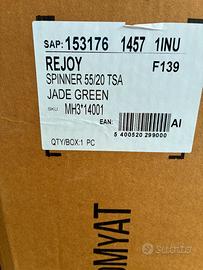 SAP: 153176 1457 1INU
REJOY F139
SPINNER 55/20 TSA
JADE GREEN
SKU: MH3*14001
EAN: AI
5 400520 299000
QTY/BOX: 1 PC
OMYAT
subito